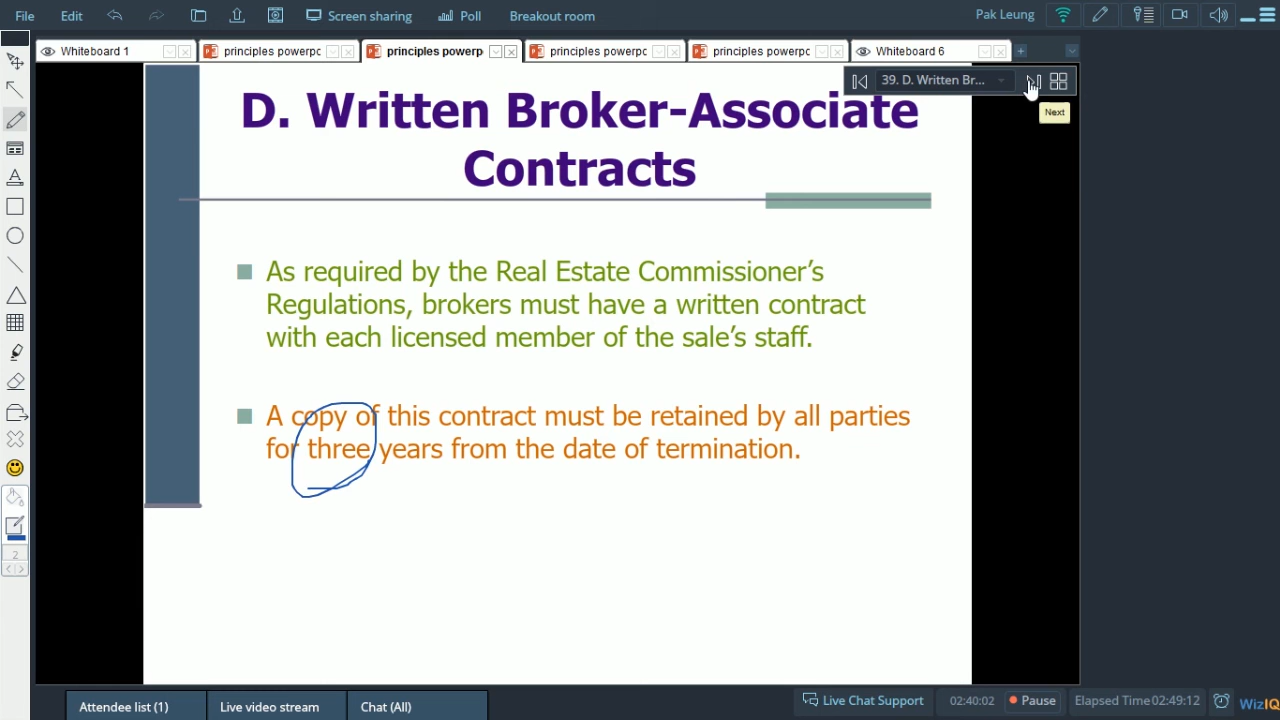 File Edit Screen sharing Poll Breakout room Pak Leung
Whiteboard 1 principles powerpc principles powerp principles powerpc principles powerpc Whiteboard 6
39. D. Written Br...
Next
D. Written Broker-Associate
Contracts
As required by the Real Estate Commissioner's
Regulations, brokers must have a written contract
with each licensed member of the sale's staff.
A copy of this contract must be retained by all parties
for three years from the date of termination.
2
Attendee list (1) Live video stream Chat (All) Live Chat Support 02:40:02 Pause Elapsed Time 02:49:12 WizIQ